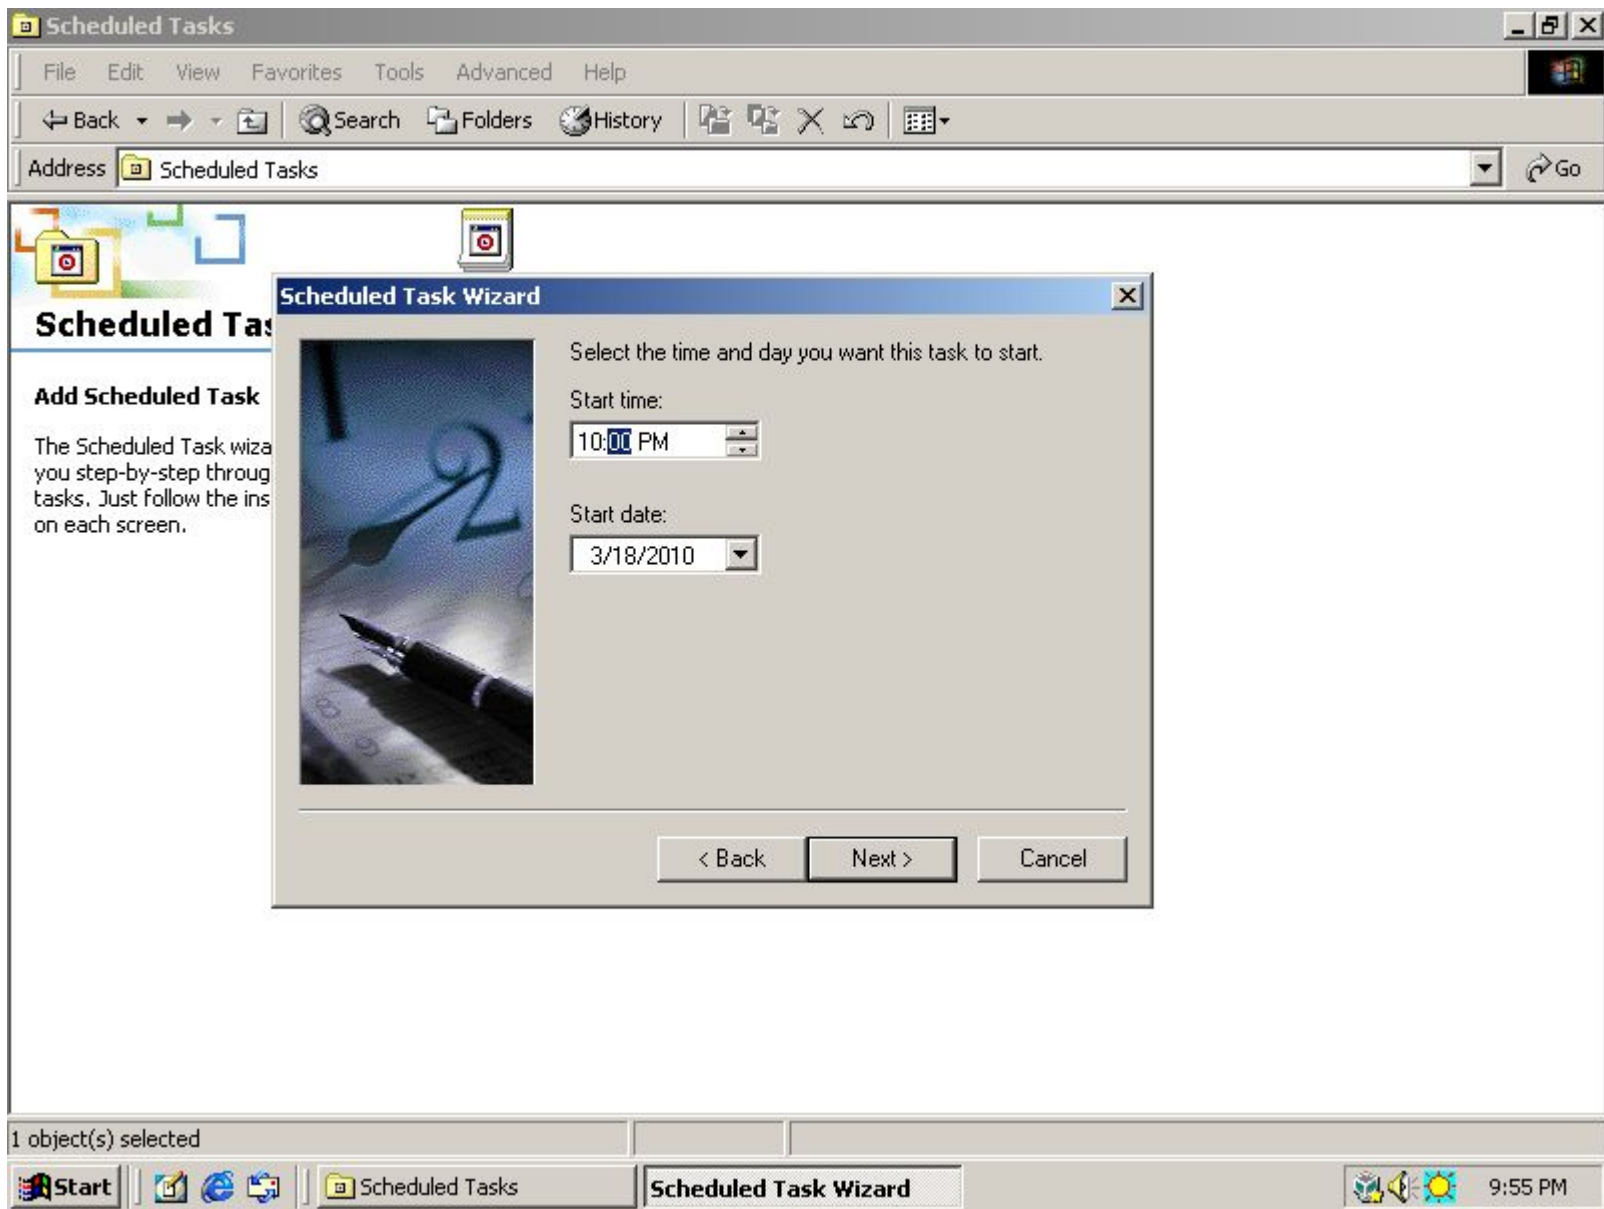 Scheduled Tasks
File Edit View Favorites Tools Advanced Help
Back Search Folders History
Address Scheduled Tasks Go
Scheduled Tas
Add Scheduled Task
The Scheduled Task wiza
you step-by-step throug
tasks. Just follow the ins
on each screen.
Scheduled Task Wizard
Select the time and day you want this task to start.
Start time:
10:00 PM
Start date:
3/18/2010
< Back Next > Cancel
1 object(s) selected
Start Scheduled Tasks Scheduled Task Wizard 9:55 PM